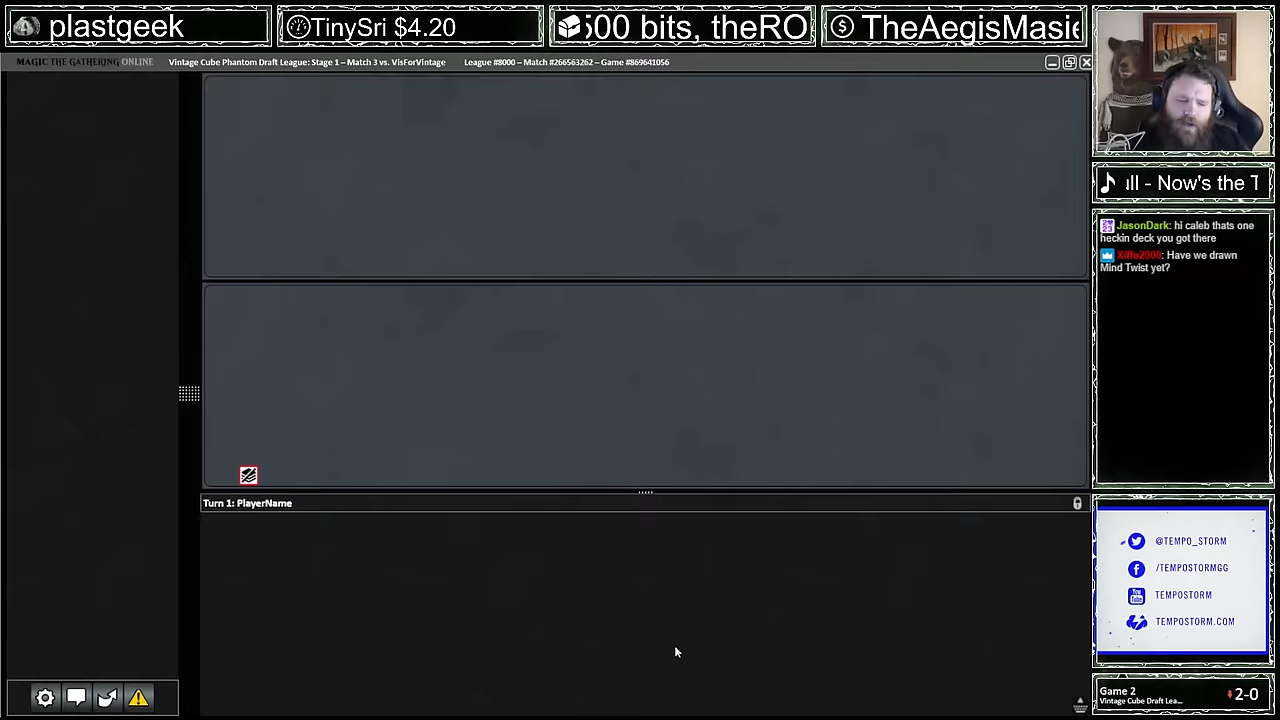 plastgeek
TinySri $4.20
500 bits, theRO
TheAegisMasie
MAGIC THE GATHERING ONLINE
Vintage Cube Phantom Draft League: Stage 1 – Match 3 vs. VisForVintage
League #8000 – Match #266563262 – Game #869641056
ull - Now's the T
JasonDark: hi caleb thats one
heckin deck you got there
Xiffa2000: Have we drawn
Mind Twist yet?
Turn 1: PlayerName
@TEMPO_STORM
/TEMPOSTORMGG
TEMPOSTORM
TEMPOSTORM.COM
Game 2
Vintage Cube Draft Lea...
2-0